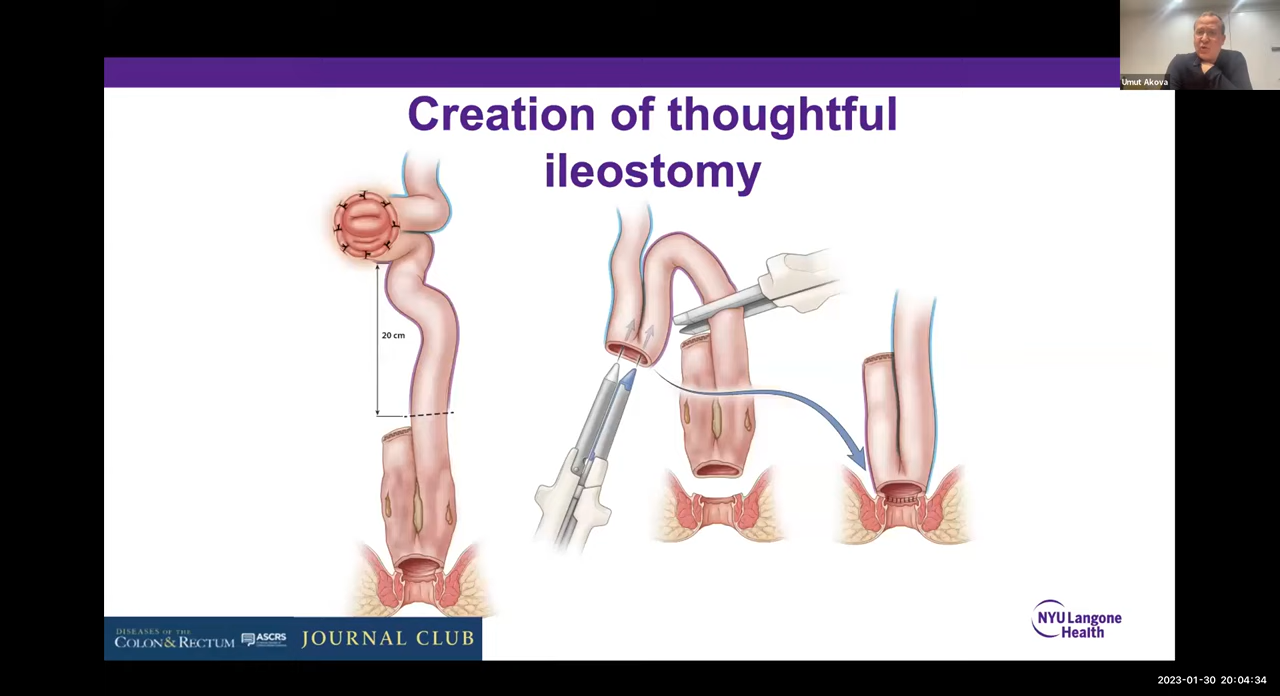 Umut Akova
Creation of thoughtful
ileostomy
20 cm
DISEASES OF THE
COLON & RECTUM
ASCRS
JOURNAL CLUB
NYU Langone
Health
2023-01-30 20:04:34